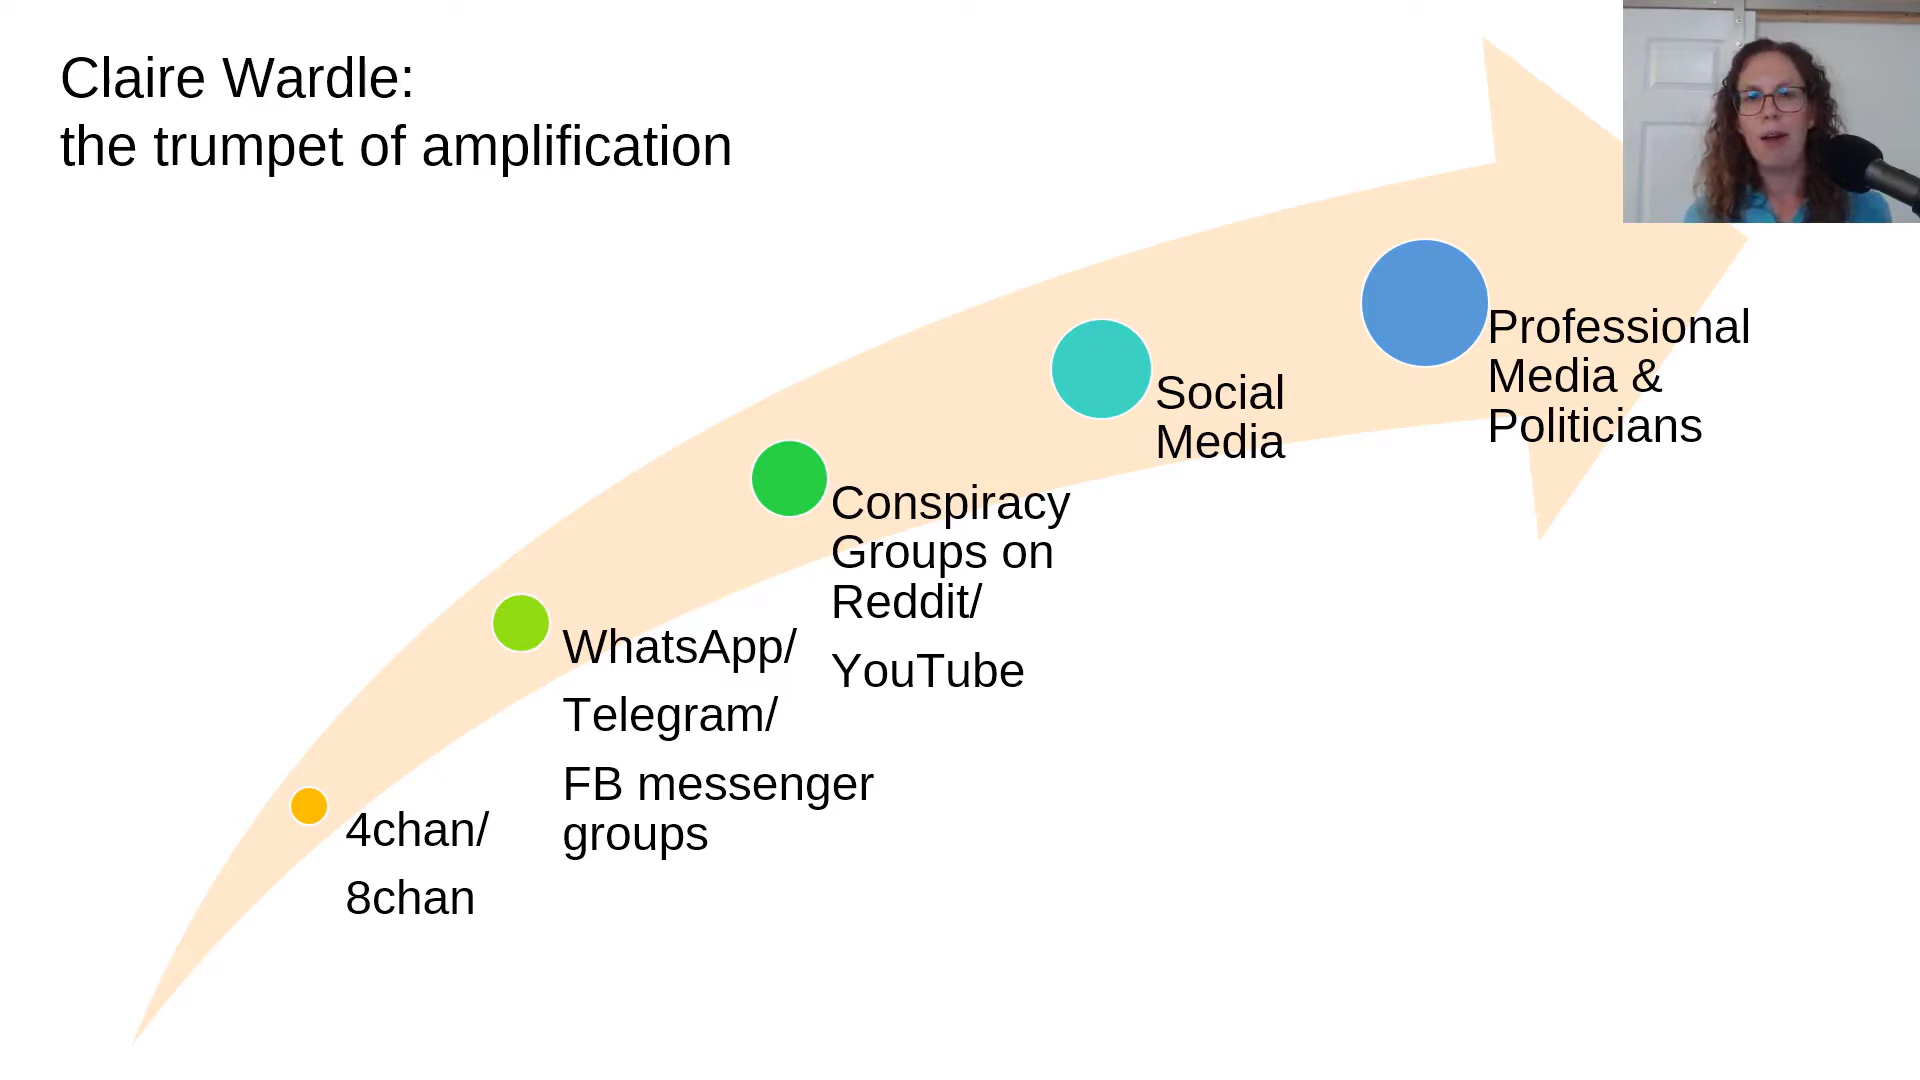 Claire Wardle:
the trumpet of amplification
Professional
Media &
Politicians
Social
Media
Conspiracy
Groups on
Reddit/
YouTube
WhatsApp/
Telegram/
FB messenger
groups
4chan/
8chan